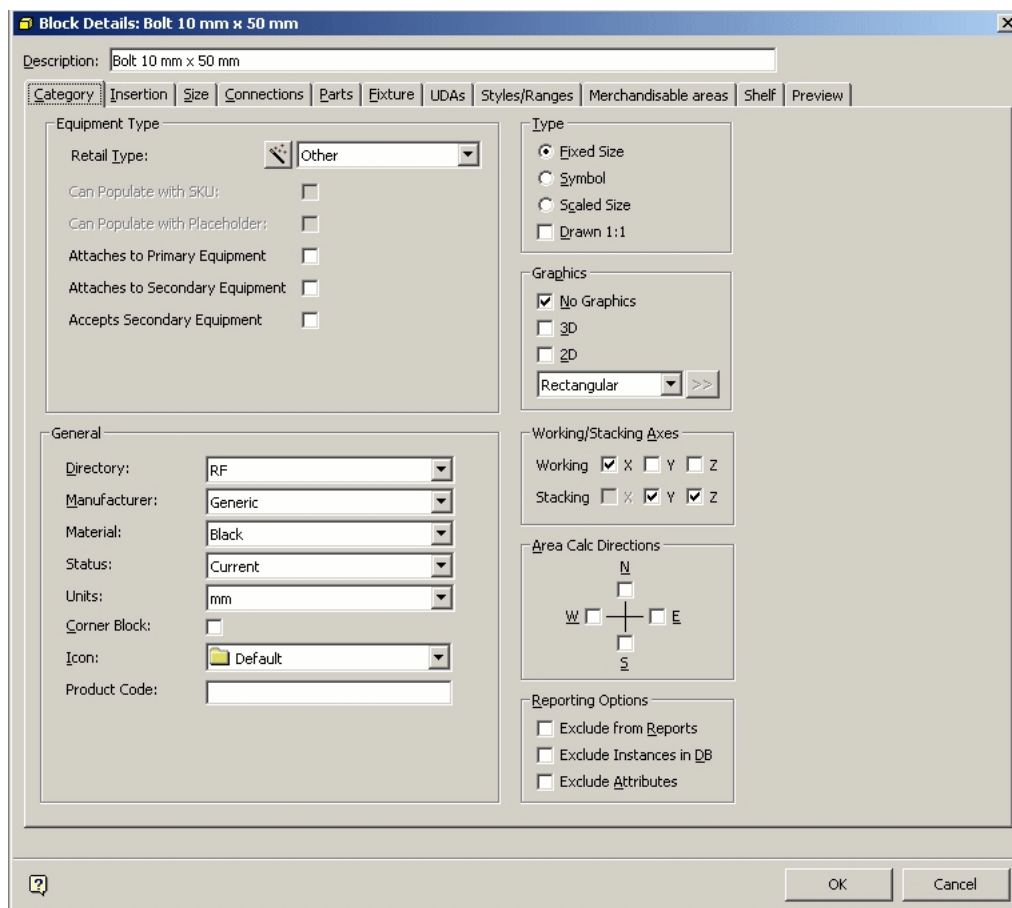 Block Details: Bolt 10 mm x 50 mm
Description: Bolt 10 mm x 50 mm
Category Insertion Size Connections Parts Fixture UDAs Styles/Ranges Merchandisable areas Shelf Preview
Equipment Type
Retail Type: Other
Can Populate with SKU:
Can Populate with Placeholder:
Attaches to Primary Equipment
Attaches to Secondary Equipment
Accepts Secondary Equipment
General
Directory: RF
Manufacturer: Generic
Material: Black
Status: Current
Units: mm
Corner Block:
Icon: Default
Product Code:
Type
Fixed Size
Symbol
Scaled Size
Drawn 1:1
Graphics
No Graphics
3D
2D
Rectangular >>
Working/Stacking Axes
Working X Y Z
Stacking X Y Z
Area Calc Directions
N
W E
S
Reporting Options
Exclude from Reports
Exclude Instances in DB
Exclude Attributes
?
OK Cancel